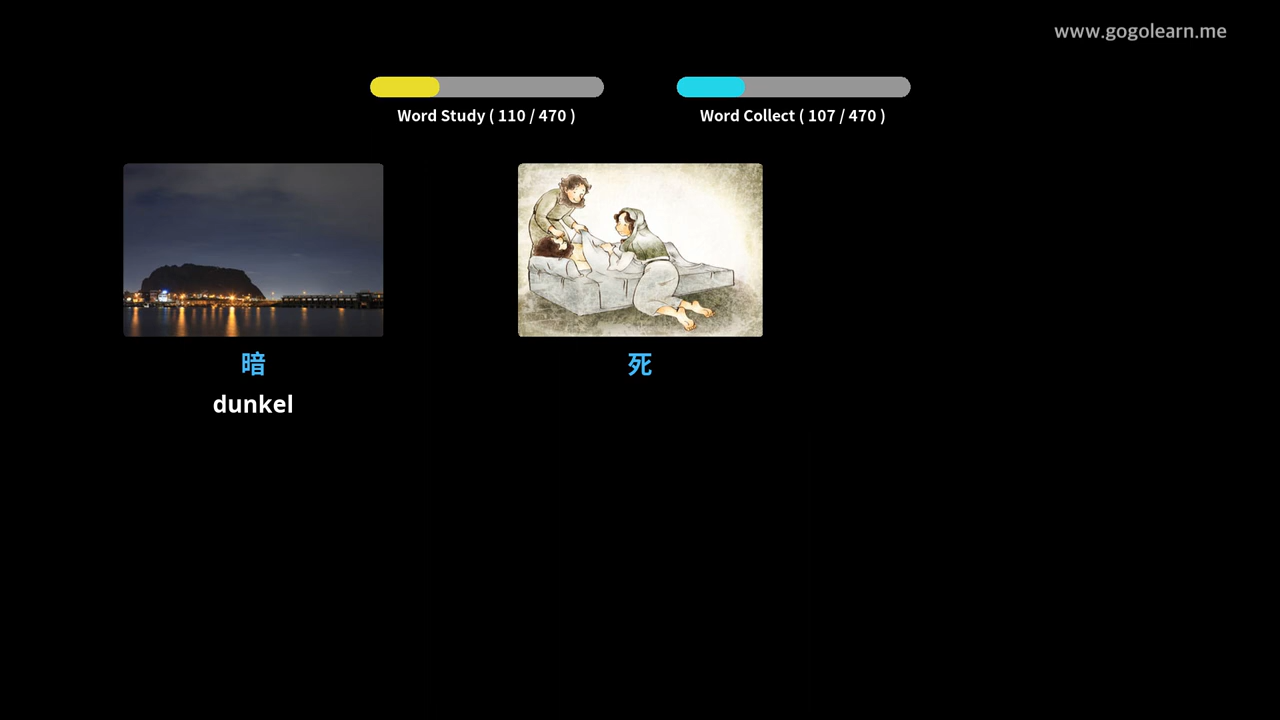 www.gogolearn.me
Word Study ( 110 / 470 )
Word Collect ( 107 / 470 )
暗
死
dunkel